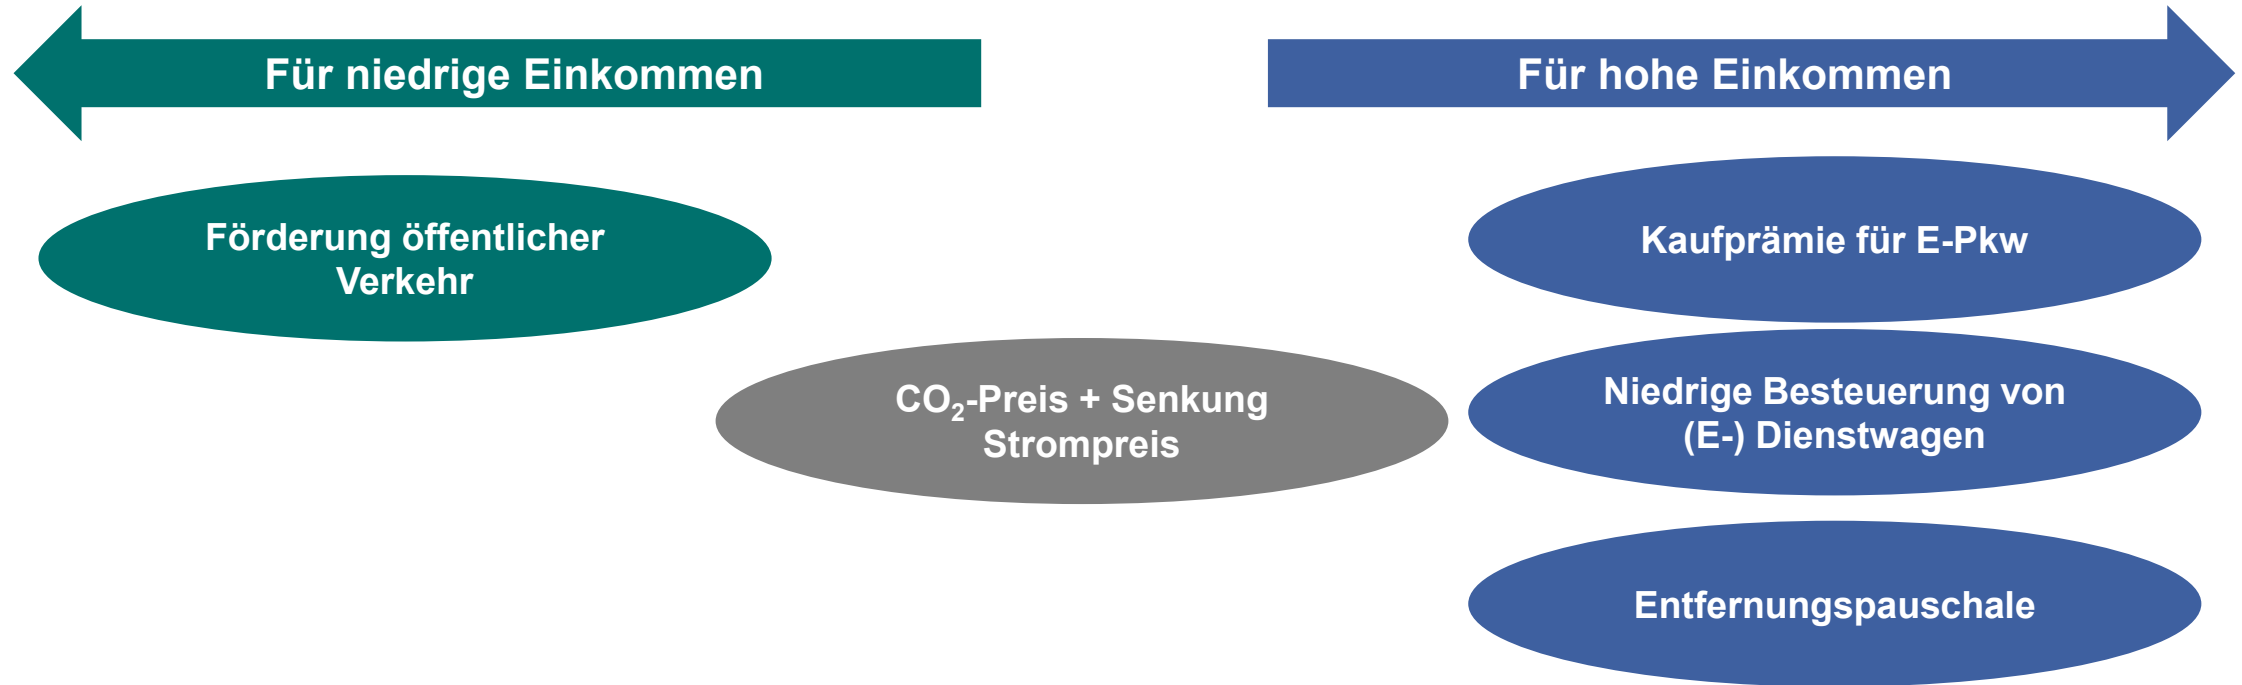 Für niedrige Einkommen
Für hohe Einkommen
Förderung öffentlicher
Verkehr
Kaufprämie für E-Pkw
CO₂-Preis + Senkung
Strompreis
Niedrige Besteuerung von
(E-) Dienstwagen
Entfernungspauschale